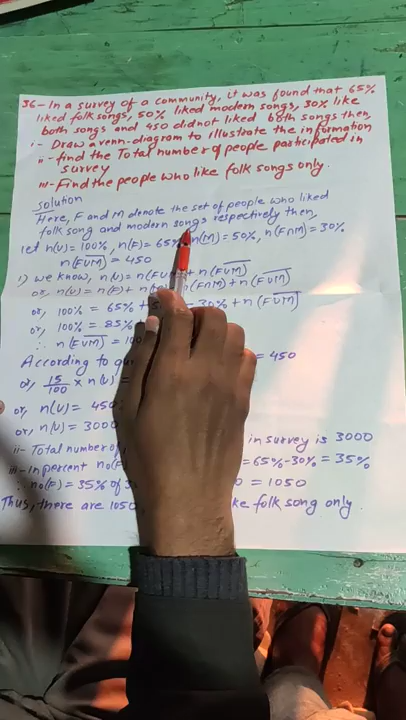 36- In a survey of a community, it was found that 65%
liked folk songs, 50% liked modern songs, 30% like
both songs and 450 did not liked both songs then,
i- Draw a venn-diagram to illustrate the information
ii- find the Total number of people participated in
survey
iii- Find the people who like folk songs only.
Solution
Here, F and M denote the set of people who liked
folk song and modern songs respectively then,
let n(U) = 100%, n(F) = 65%, n(M) = 50%, n(F∩M) = 30%
n(F∪M)‾ = 450
i) we know, n(U) = n(F∪ + n(F∪M)‾
or, n(U) = n(F) + n( n(F∩M) + n(F∪M)‾
or, 100% = 65% + - 30% + n(F∪M)‾
or, 100% = 85%
∴ n(F∪M)‾ = 100
According to = 450
or, 15/100 × n(U) =
or, n(U) = 450
or, n(U) = 3000
ii- Total number of in survey is 3000
iii- In percent no(F) = 65% - 30% = 35%
∴ no(F) = 35% of 3 = 1050
Thus, there are 1050 folk song only.